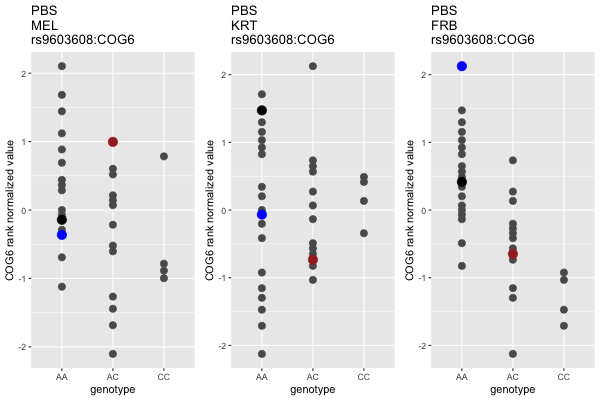 PBS
MEL
rs9603608:COG6
COG6 rank normalized value
2
1
0
-1
-2
AA
AC
CC
genotype
PBS
KRT
rs9603608:COG6
COG6 rank normalized value
2
1
0
-1
-2
AA
AC
CC
genotype
PBS
FRB
rs9603608:COG6
COG6 rank normalized value
2
1
0
-1
-2
AA
AC
CC
genotype